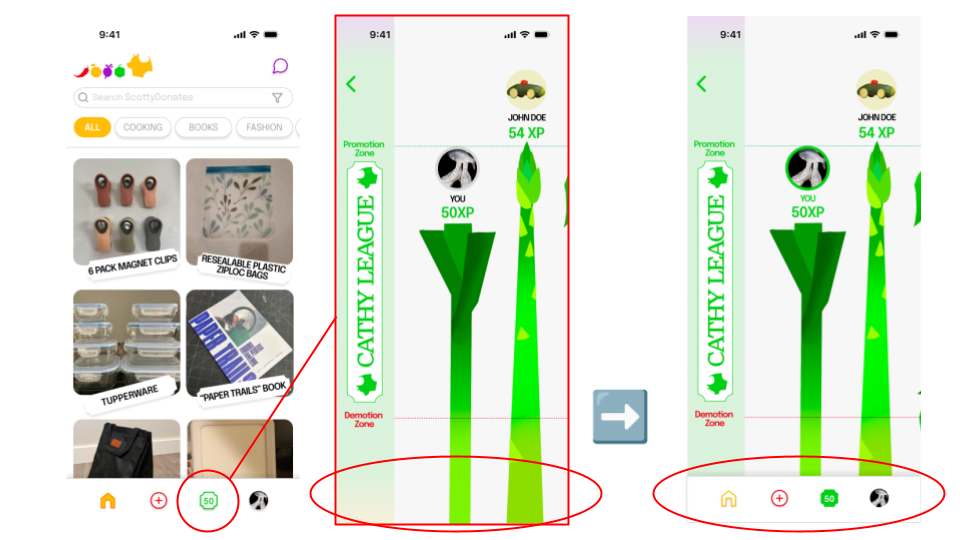 9:41
Search ScottyDonates
ALL
COOKING
BOOKS
FASHION
6 PACK MAGNET CLIPS
RESEALABLE PLASTIC
ZIPLOC BAGS
PAPER TRAILS
TUPPERWARE
"PAPER TRAILS" BOOK
50
9:41
JOHN DOE
54 XP
Promotion
Zone
YOU
50XP
CATHY LEAGUE
Demotion
Zone
9:41
JOHN DOE
54 XP
Promotion
Zone
YOU
50XP
CATHY LEAGUE
Demotion
Zone
50